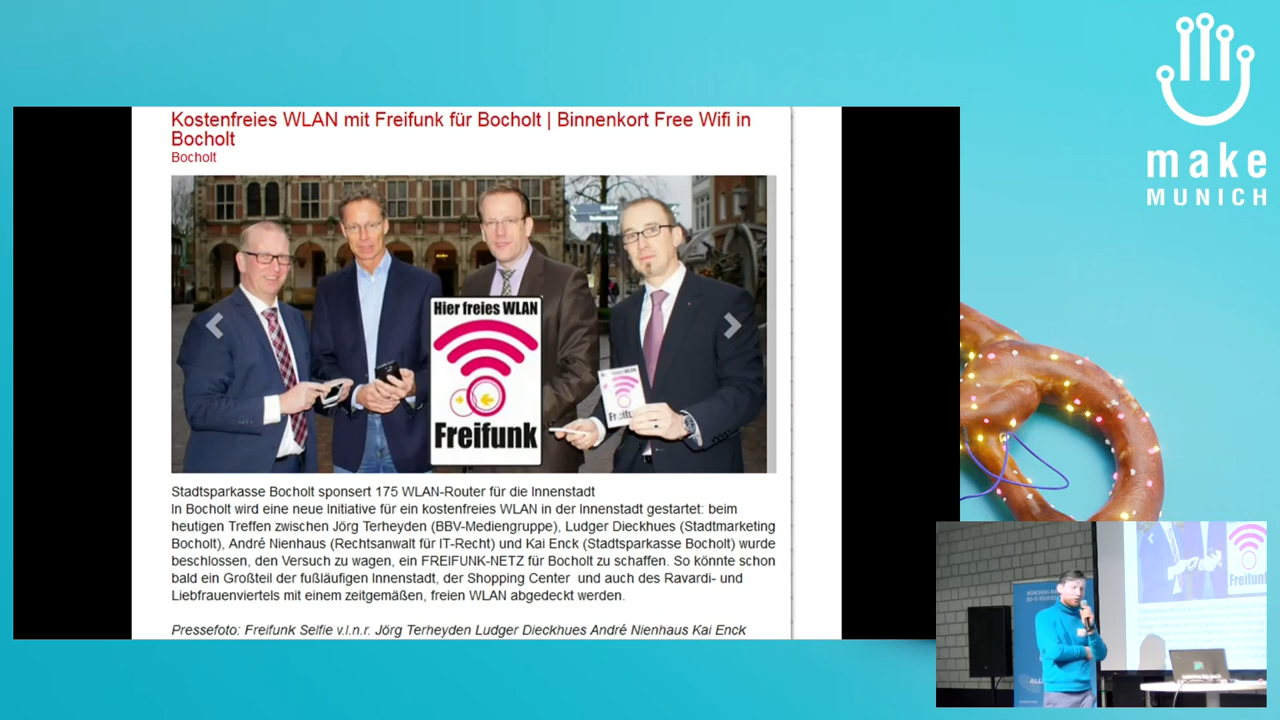 Kostenfreies WLAN mit Freifunk für Bocholt | Binnenkort Free Wifi in
Bocholt
Bocholt
Hier freies WLAN
Freifunk
Stadtsparkasse Bocholt sponsert 175 WLAN-Router für die Innenstadt
In Bocholt wird eine neue Initiative für ein kostenfreies WLAN in der Innenstadt gestartet: beim
heutigen Treffen zwischen Jörg Terheyden (BBV-Mediengruppe), Ludger Dieckhues (Stadtmarketing
Bocholt), André Nienhaus (Rechtsanwalt für IT-Recht) und Kai Enck (Stadtsparkasse Bocholt) wurde
beschlossen, den Versuch zu wagen, ein FREIFUNK-NETZ für Bocholt zu schaffen. So könnte schon
bald ein Großteil der fußläufigen Innenstadt, der Shopping Center und auch des Ravardi- und
Liebfrauenviertels mit einem zeitgemäßen, freien WLAN abgedeckt werden.
Pressefoto: Freifunk Selfie v.l.n.r. Jörg Terheyden Ludger Dieckhues André Nienhaus Kai Enck
make
MUNICH
Freifunk